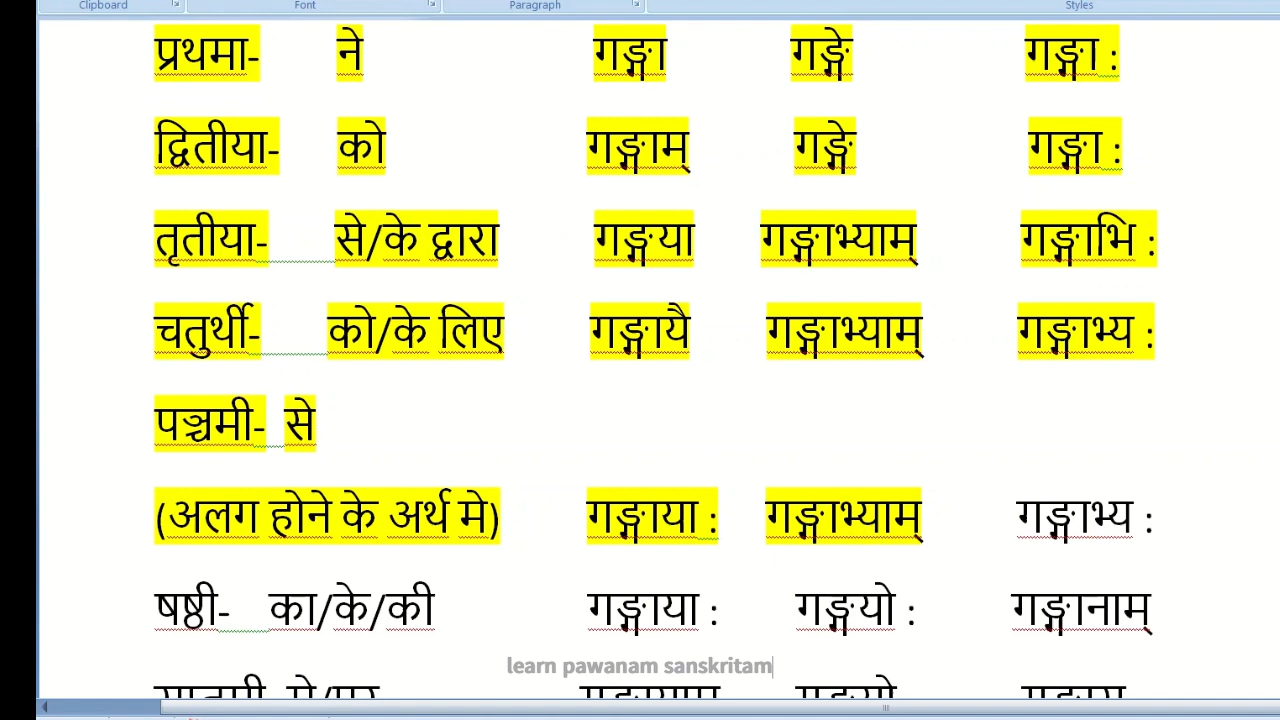 Clipboard Font Paragraph Styles
प्रथमा- ने गङ्गा गङ्गे गङ्गा :
द्वितीया- को गङ्गाम् गङ्गे गङ्गा :
तृतीया- से/के द्वारा गङ्गया गङ्गाभ्याम् गङ्गाभि :
चतुर्थी- को/के लिए गङ्गायै गङ्गाभ्याम् गङ्गाभ्य :
पञ्चमी- से
(अलग होने के अर्थ मे) गङ्गाया : गङ्गाभ्याम् गङ्गाभ्य :
षष्ठी- का/के/की गङ्गाया : गङ्गयो : गङ्गानाम्
learn pawanam sanskritam